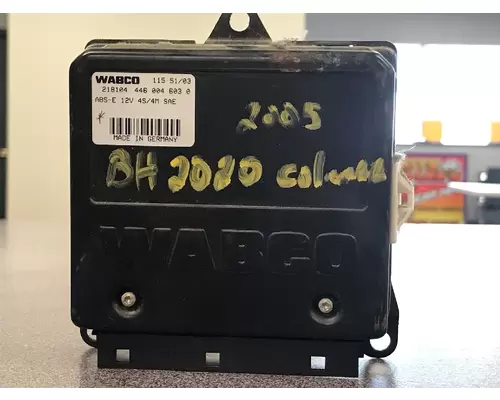 WABCO 115 51/03
218104 446 004 603 0
ABS-E 12V 4S/4M SAE
MADE IN GERMANY
2005
BH 2020
WABCO